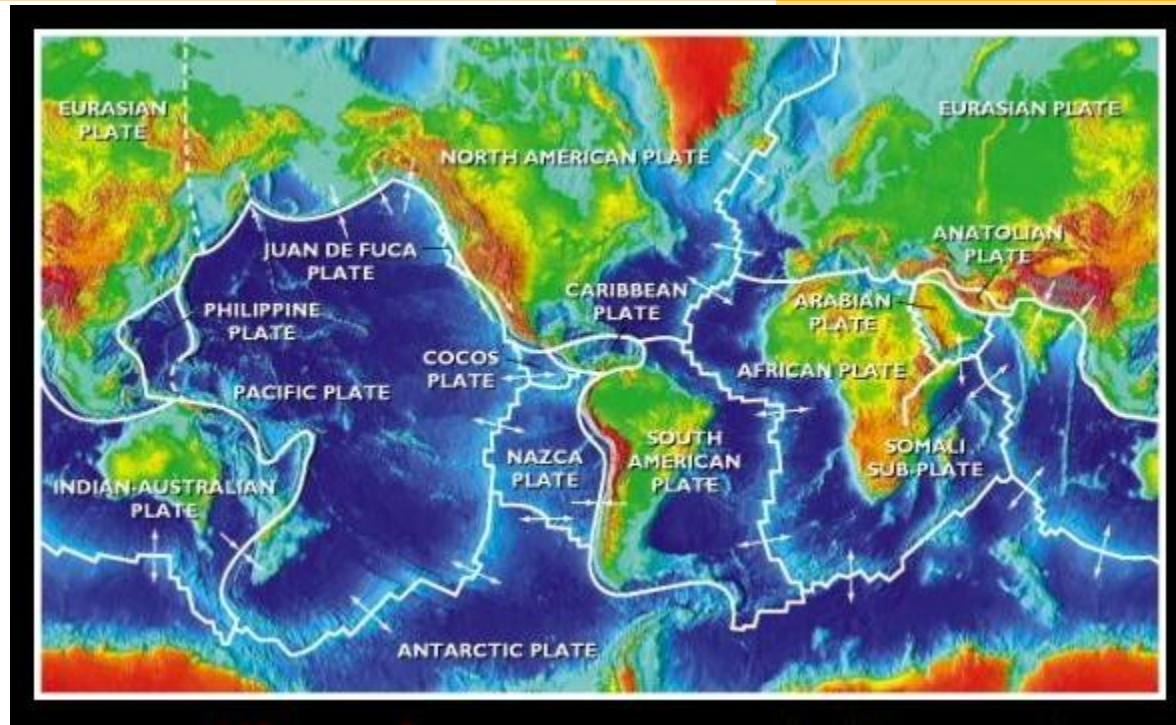 EURASIAN
PLATE
EURASIAN PLATE
NORTH AMERICAN PLATE
JUAN DE FUCA
PLATE
ANATOLIAN
PLATE
CARIBBEAN
PLATE
ARABIAN
PLATE
PHILIPPINE
PLATE
COCOS
PLATE
AFRICAN PLATE
PACIFIC PLATE
NAZCA
PLATE
SOUTH
AMERICAN
PLATE
SOMALI
SUB-PLATE
INDIAN-AUSTRALIAN
PLATE
ANTARCTIC PLATE